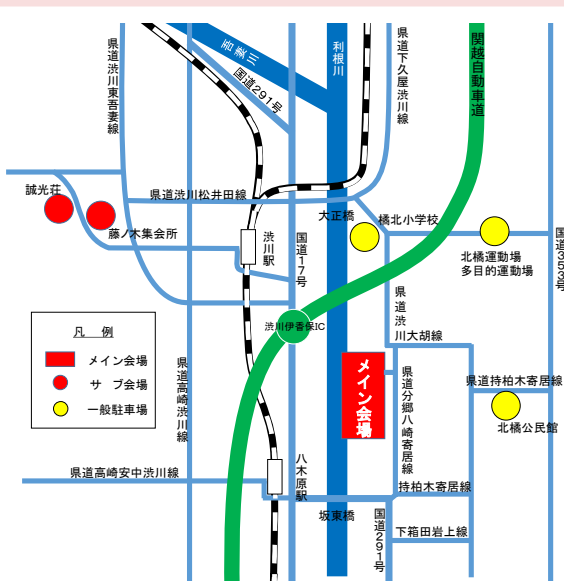 県道渋川東吾妻線
吾妻川
国道291号
利根川
県道下久屋渋川線
関越自動車道
誠光荘
県道渋川松井田線
藤ノ木集会所
渋川駅
国道17号
大正橋
橘北小学校
北橘運動場
多目的運動場
国道353号
県道渋川大胡線
渋川伊香保IC
凡　例
メイン会場
サ　ブ会場
一般駐車場
県道高崎渋川線
メイン会場
県道分郷八崎寄居線
県道持柏木寄居線
北橘公民館
県道高崎安中渋川線
八木原駅
持柏木寄居線
坂東橋
国道291号
下箱田岩上線